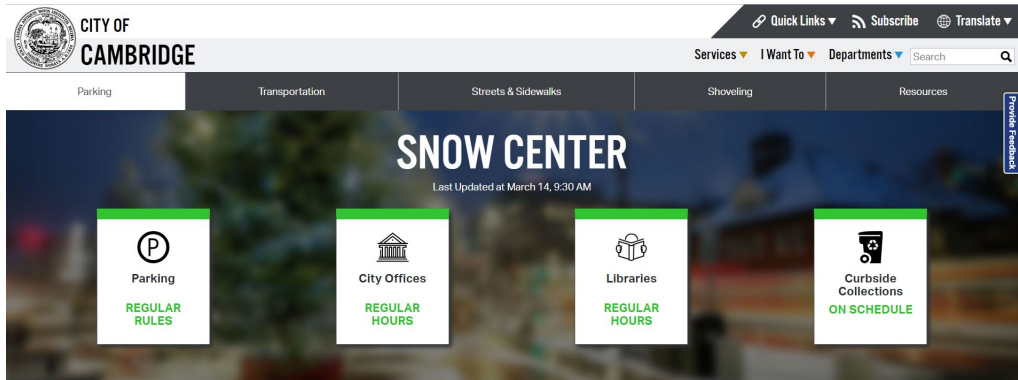 CITY OF
CAMBRIDGE
Quick Links
Subscribe
Translate
Services
I Want To
Departments
Search
Parking
Transportation
Streets & Sidewalks
Shoveling
Resources
Provide Feedback
SNOW CENTER
Last Updated at March 14, 9:30 AM
P
Parking
REGULAR
RULES
City Offices
REGULAR
HOURS
Libraries
REGULAR
HOURS
Curbside
Collections
ON SCHEDULE